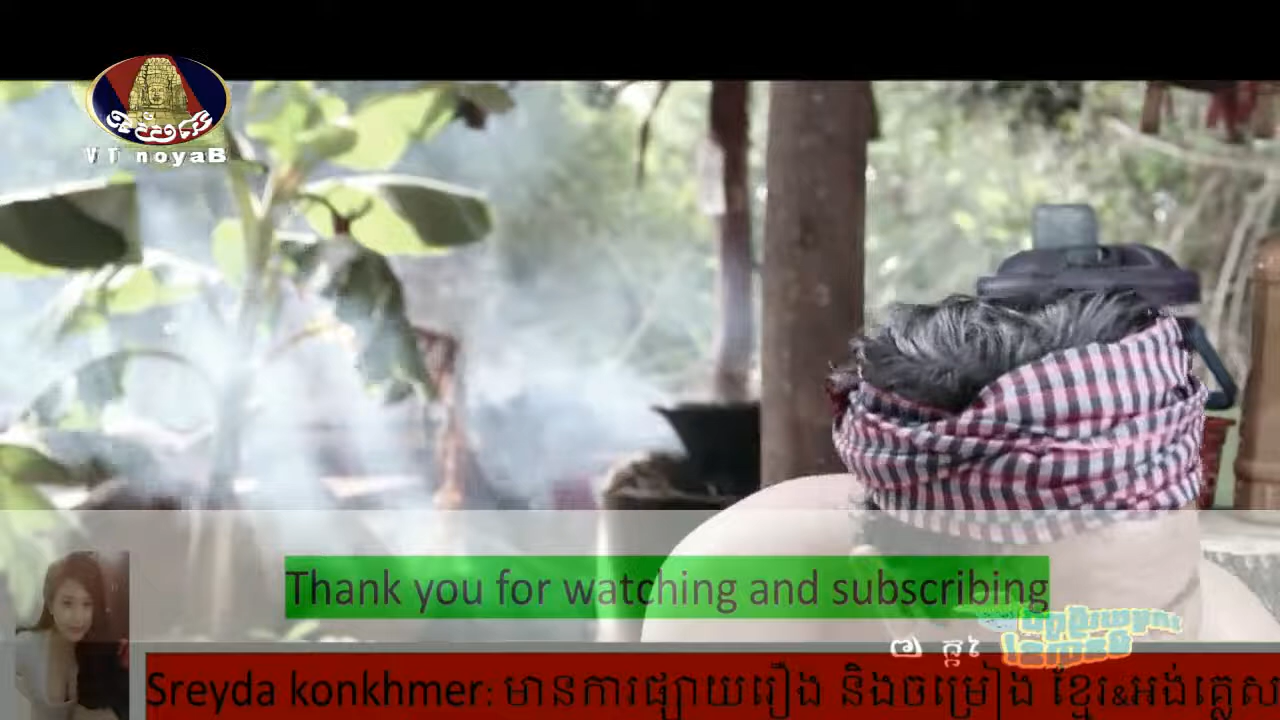 VT noyaB
Thank you for watching and subscribing
Sreyda konkhmer: មានការផ្សាយរឿង និងចម្រៀង ខ្មែរ&អង់គ្លេស